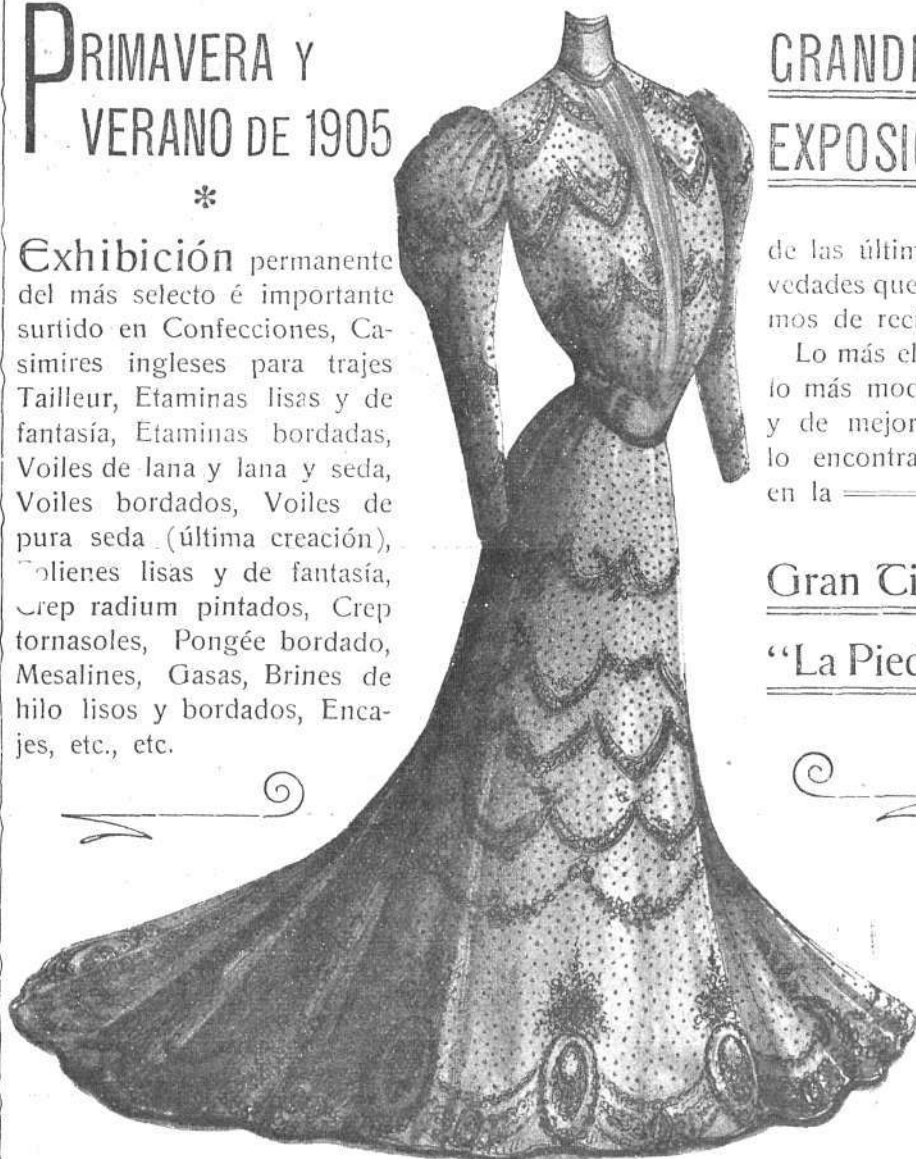 PRIMAVERA Y
VERANO DE 1905
*
Exhibición permanente
del más selecto é importante
surtido en Confecciones, Ca-
simires ingleses para trajes
Tailleur, Etaminas lisas y de
fantasía, Etaminas bordadas,
Voiles de lana y lana y seda,
Voiles bordados, Voiles de
pura seda (última creación),
lisas y de fantasía,
radium pintados, Crep
tornasoles, Pongée bordado,
Mesalines, Gasas, Brines de
hilo lisos y bordados, Enca-
jes, etc., etc.
GRAND
EXPOSI
de las últim
vedades que
mos de rec
Lo más el
lo más mod
y de mejor
lo encontra
en la
Gran Ti
"La Pied